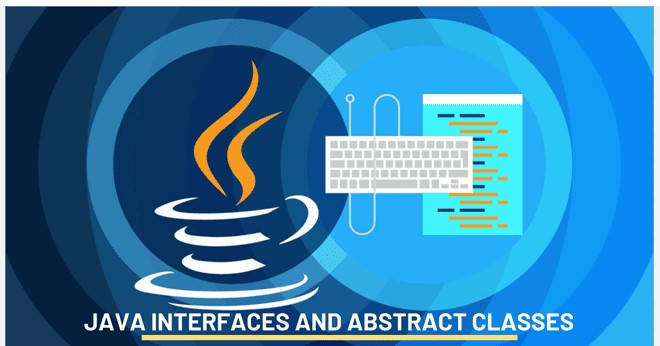 JAVA INTERFACES AND ABSTRACT CLASSES